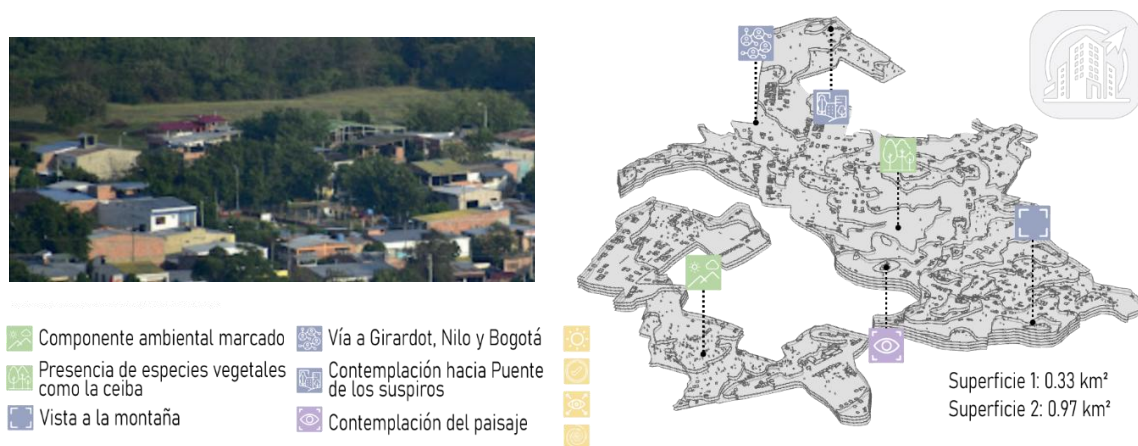 Componente ambiental marcado
Presencia de especies vegetales
como la ceiba
Vista a la montaña
Vía a Girardot, Nilo y Bogotá
Contemplación hacia Puente
de los suspiros
Contemplación del paisaje
Superficie 1: 0.33 km²
Superficie 2: 0.97 km²